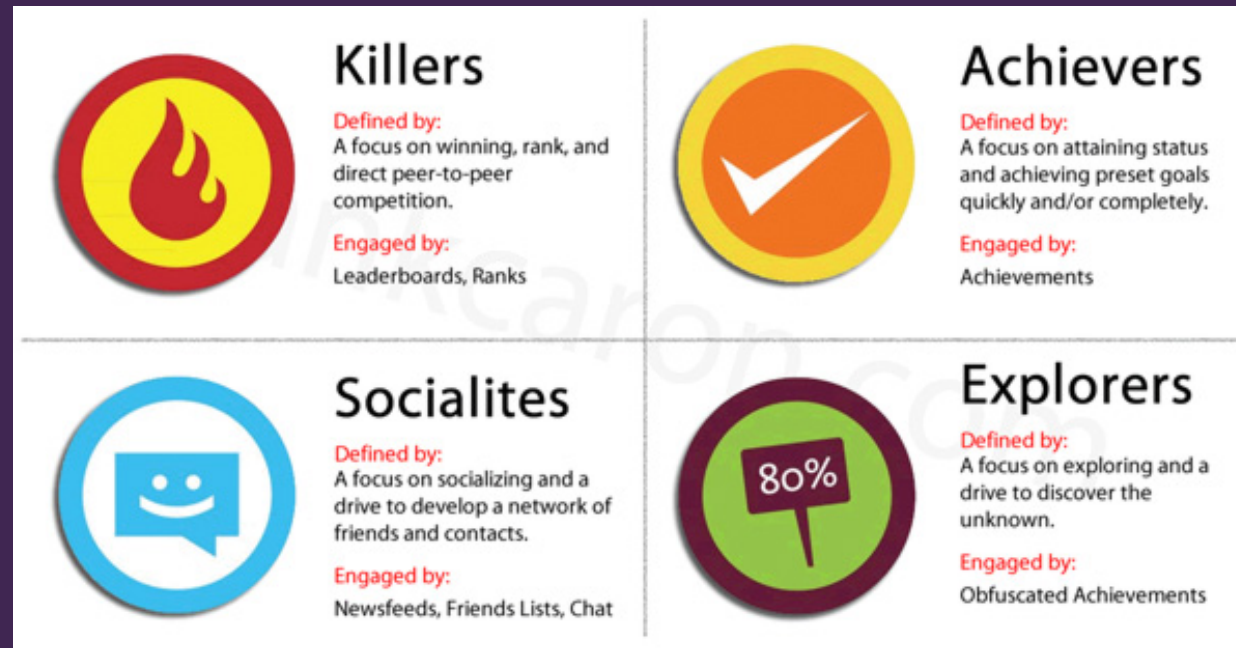 Killers
Defined by:
A focus on winning, rank, and
direct peer-to-peer
competition.
Engaged by:
Leaderboards, Ranks
Achievers
Defined by:
A focus on attaining status
and achieving preset goals
quickly and/or completely.
Engaged by:
Achievements
Socialites
Defined by:
A focus on socializing and a
drive to develop a network of
friends and contacts.
Engaged by:
Newsfeeds, Friends Lists, Chat
80%
Explorers
Defined by:
A focus on exploring and a
drive to discover the
unknown.
Engaged by:
Obfuscated Achievements